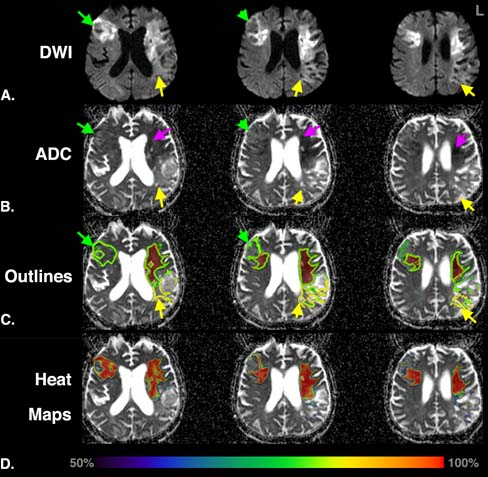 L
DWI
A.
ADC
B.
Outlines
C.
Heat
Maps
D. 50% 100%